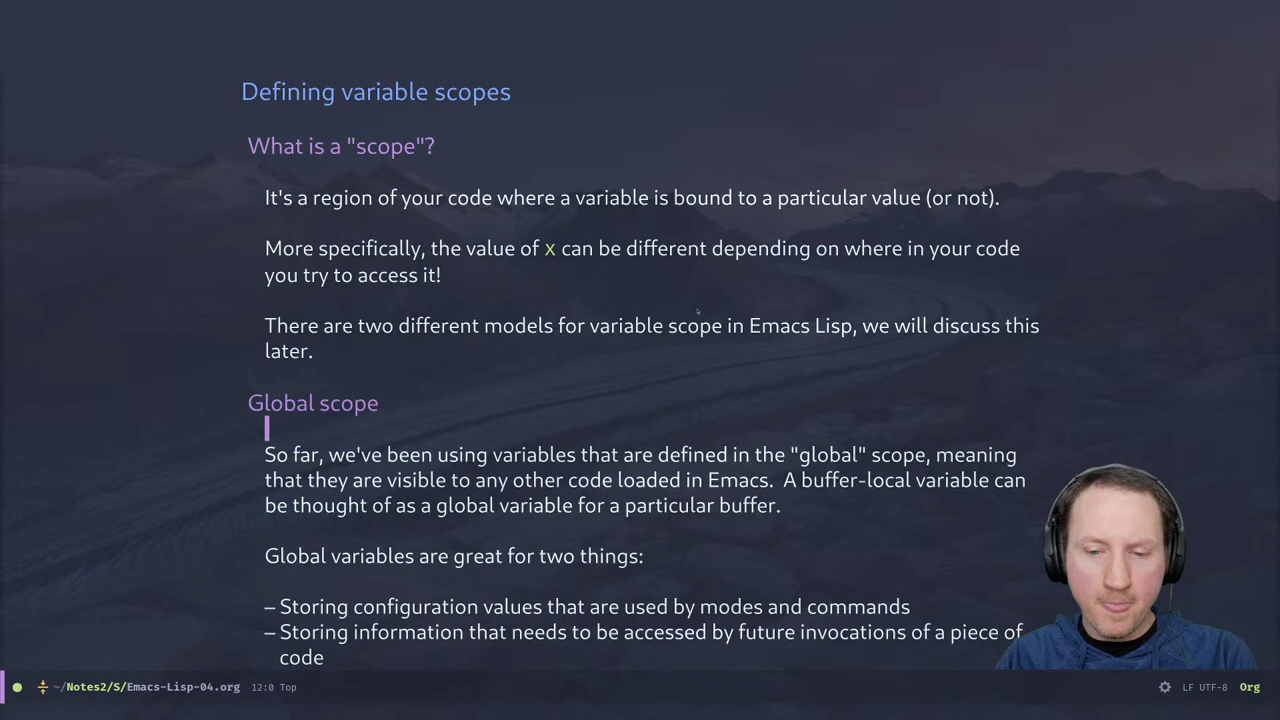 Defining variable scopes
What is a "scope"?
It's a region of your code where a variable is bound to a particular value (or not).
More specifically, the value of x can be different depending on where in your code
you try to access it!
There are two different models for variable scope in Emacs Lisp, we will discuss this
later.
Global scope
So far, we've been using variables that are defined in the "global" scope, meaning
that they are visible to any other code loaded in Emacs.  A buffer-local variable can
be thought of as a global variable for a particular buffer.
Global variables are great for two things:
– Storing configuration values that are used by modes and commands
– Storing information that needs to be accessed by future invocations of a piece of
code
~/Notes2/S/Emacs-Lisp-04.org 12:0 Top LF UTF-8 Org